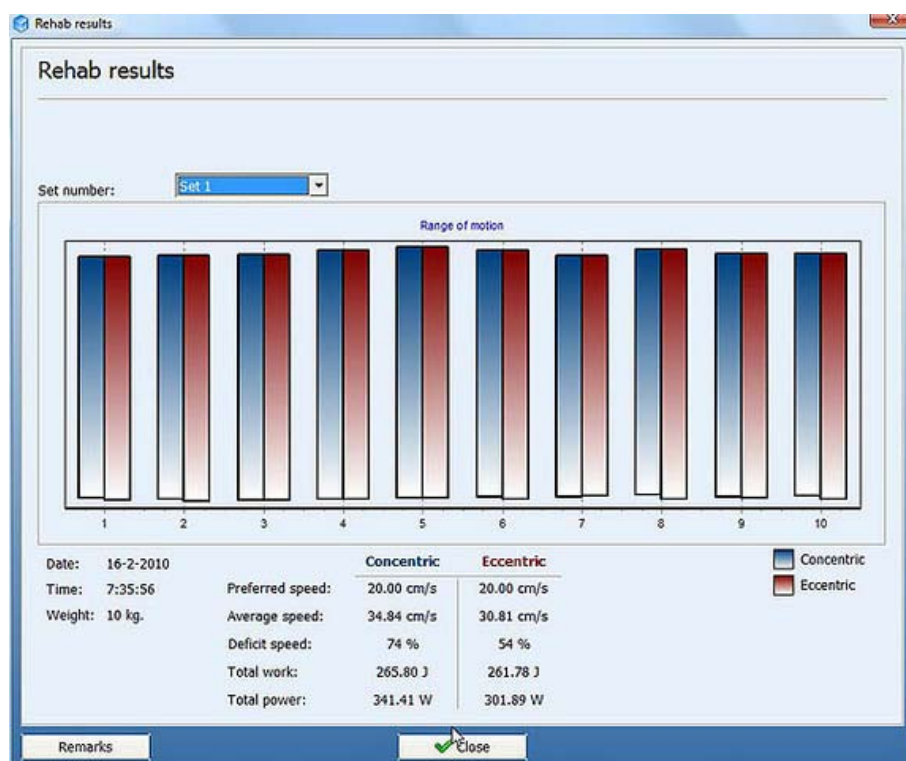 Rehab results
Rehab results
Set number: Set 1
Range of motion
1 2 3 4 5 6 7 8 9 10
Date: 16-2-2010
Time: 7:35:56
Weight: 10 kg.
Concentric Eccentric
Preferred speed: 20.00 cm/s 20.00 cm/s
Average speed: 34.84 cm/s 30.81 cm/s
Deficit speed: 74 % 54 %
Total work: 265.80 J 261.78 J
Total power: 341.41 W 301.89 W
Concentric
Eccentric
Remarks
Close